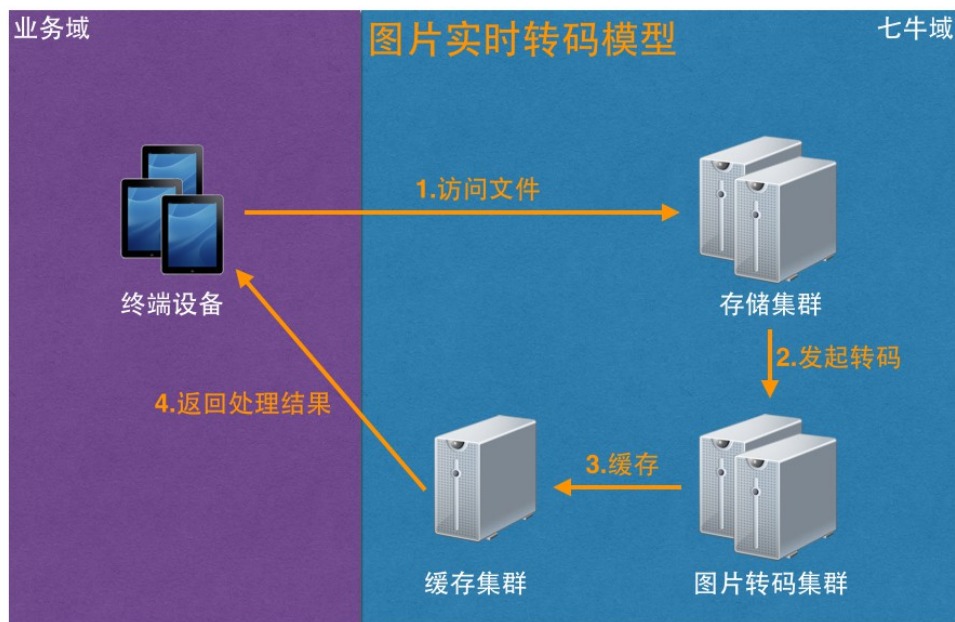 业务域
图片实时转码模型
七牛域
1.访问文件
终端设备
存储集群
2.发起转码
4.返回处理结果
3.缓存
缓存集群
图片转码集群